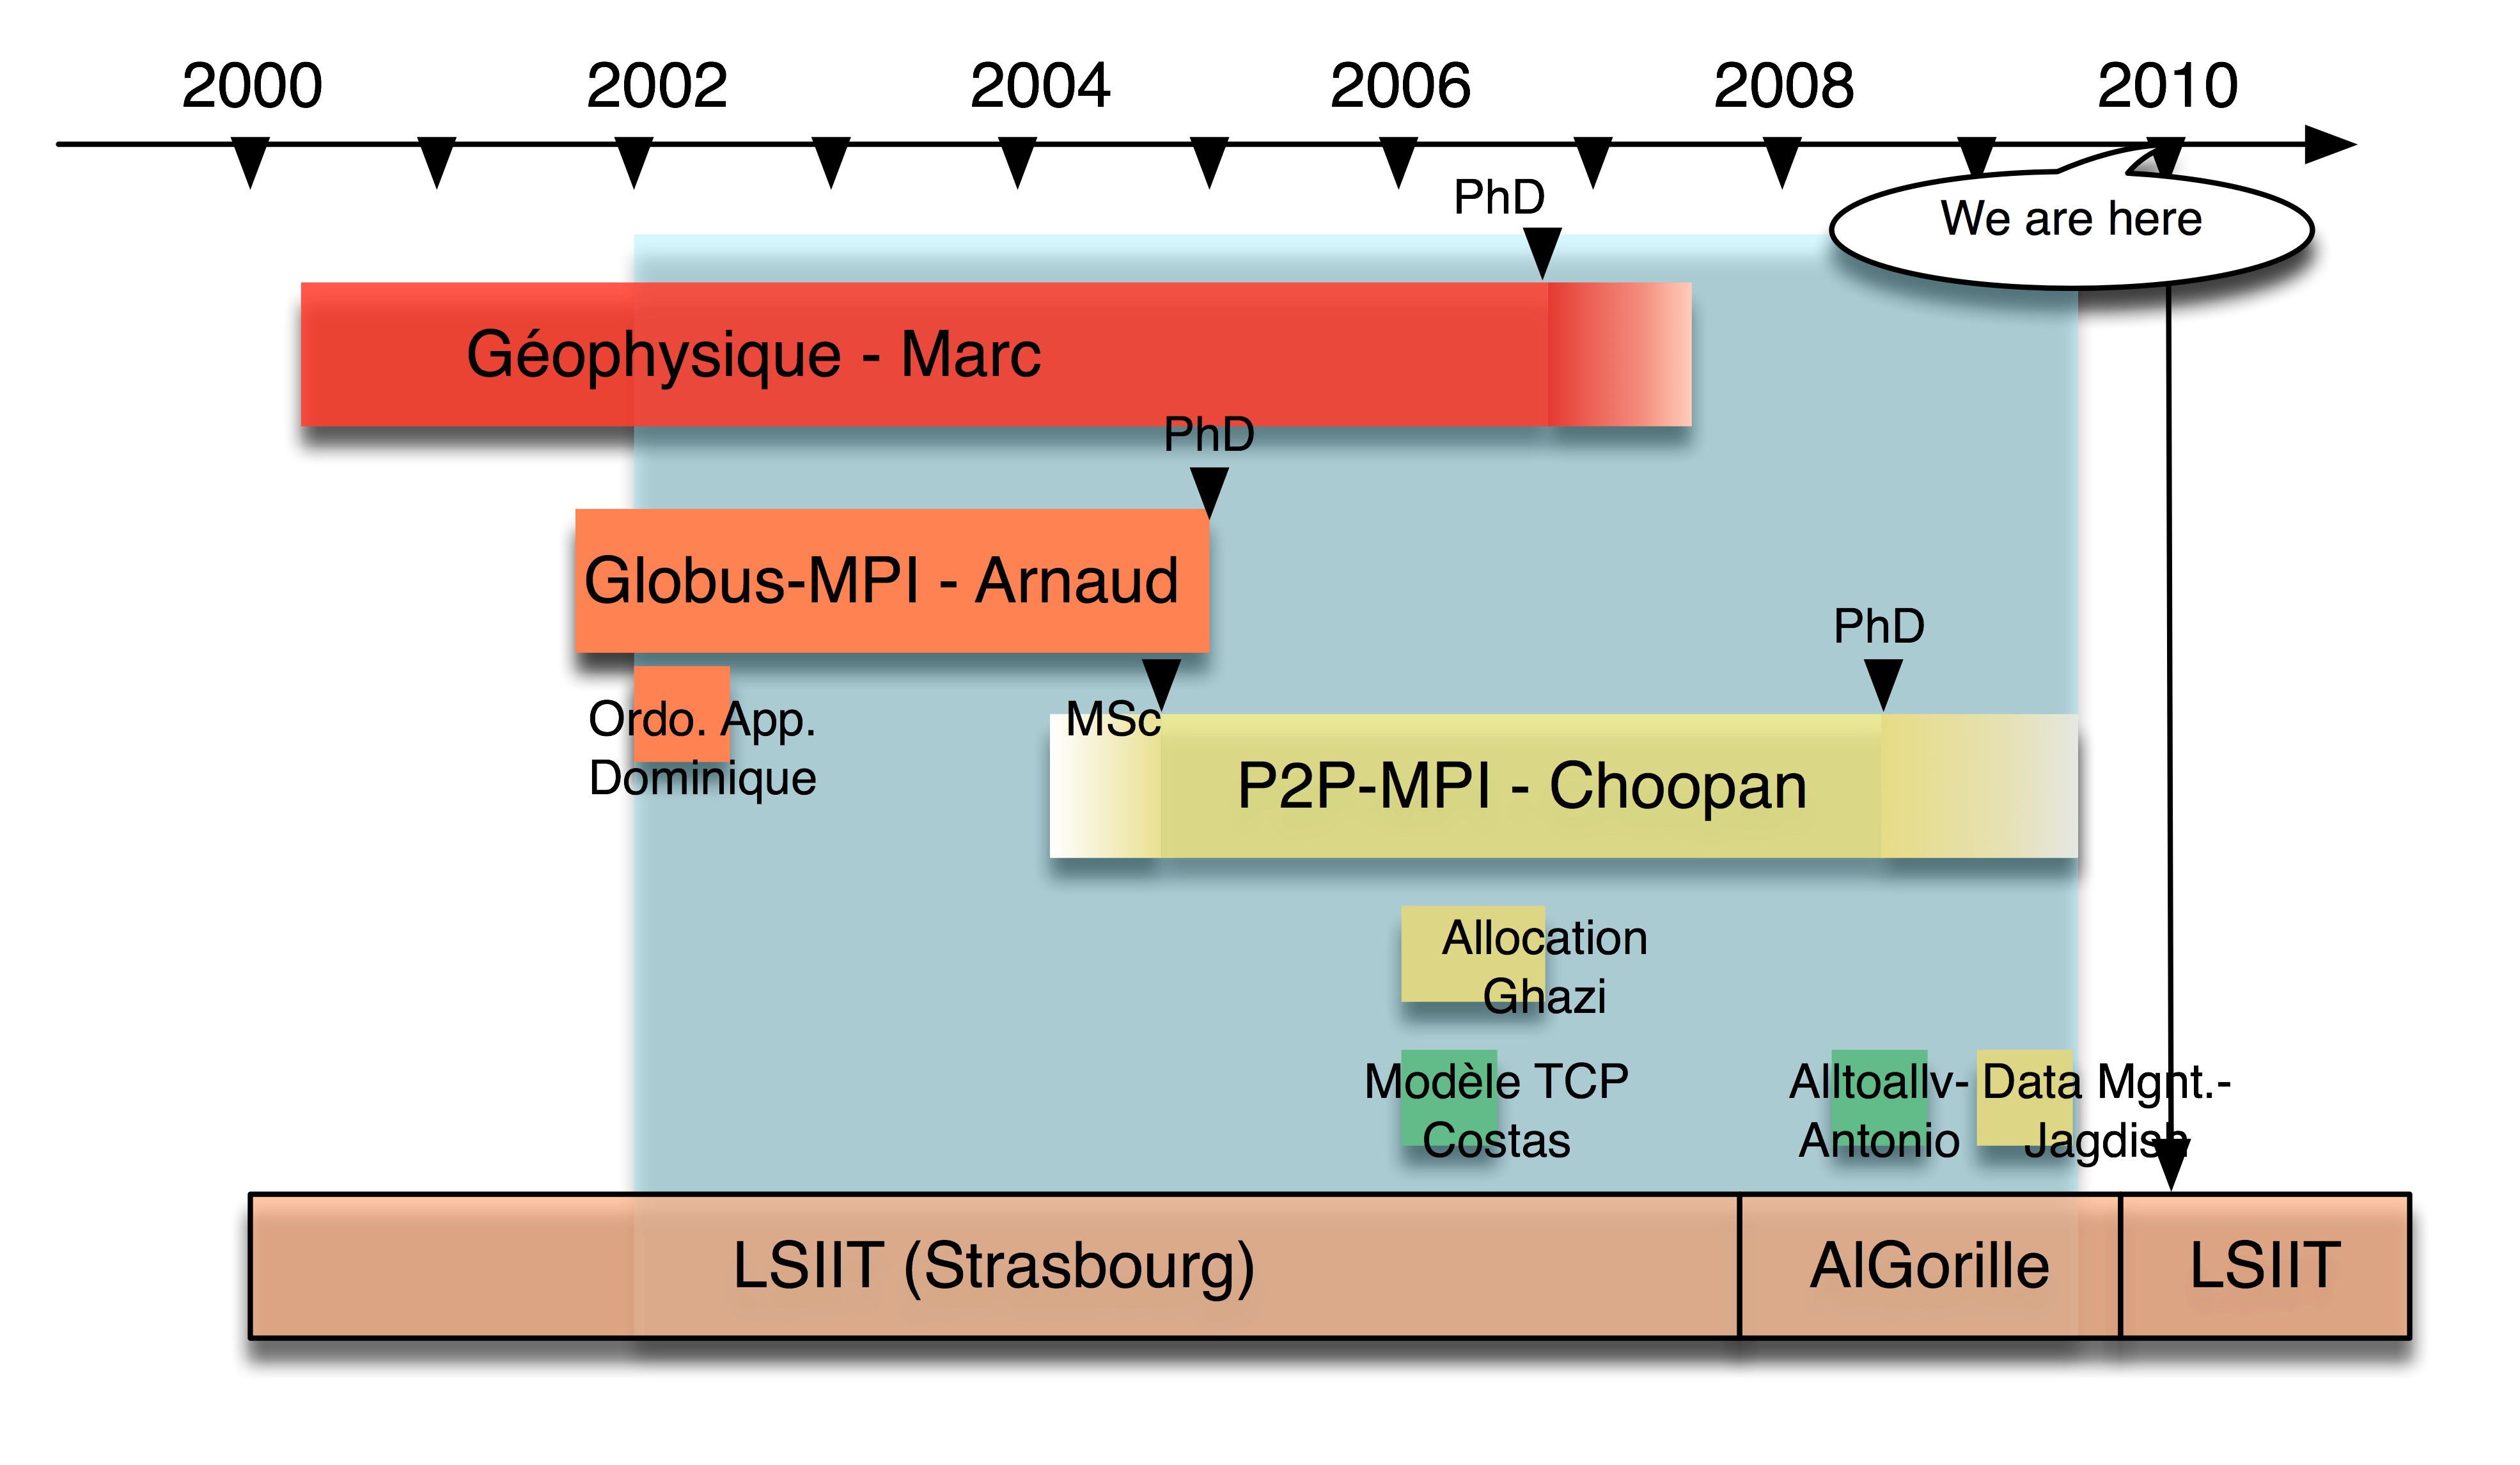 2000 2002 2004 2006 2008 2010
We are here
PhD
Géophysique - Marc
PhD
Globus-MPI - Arnaud
PhD
Ordo. App.
Dominique
MSc
P2P-MPI - Choopan
Allocation
Ghazi
Modèle TCP
Costas
Alltoallv-
Antonio
Data Mgnt.-
Jagdish
LSIIT (Strasbourg)
AlGorille
LSIIT